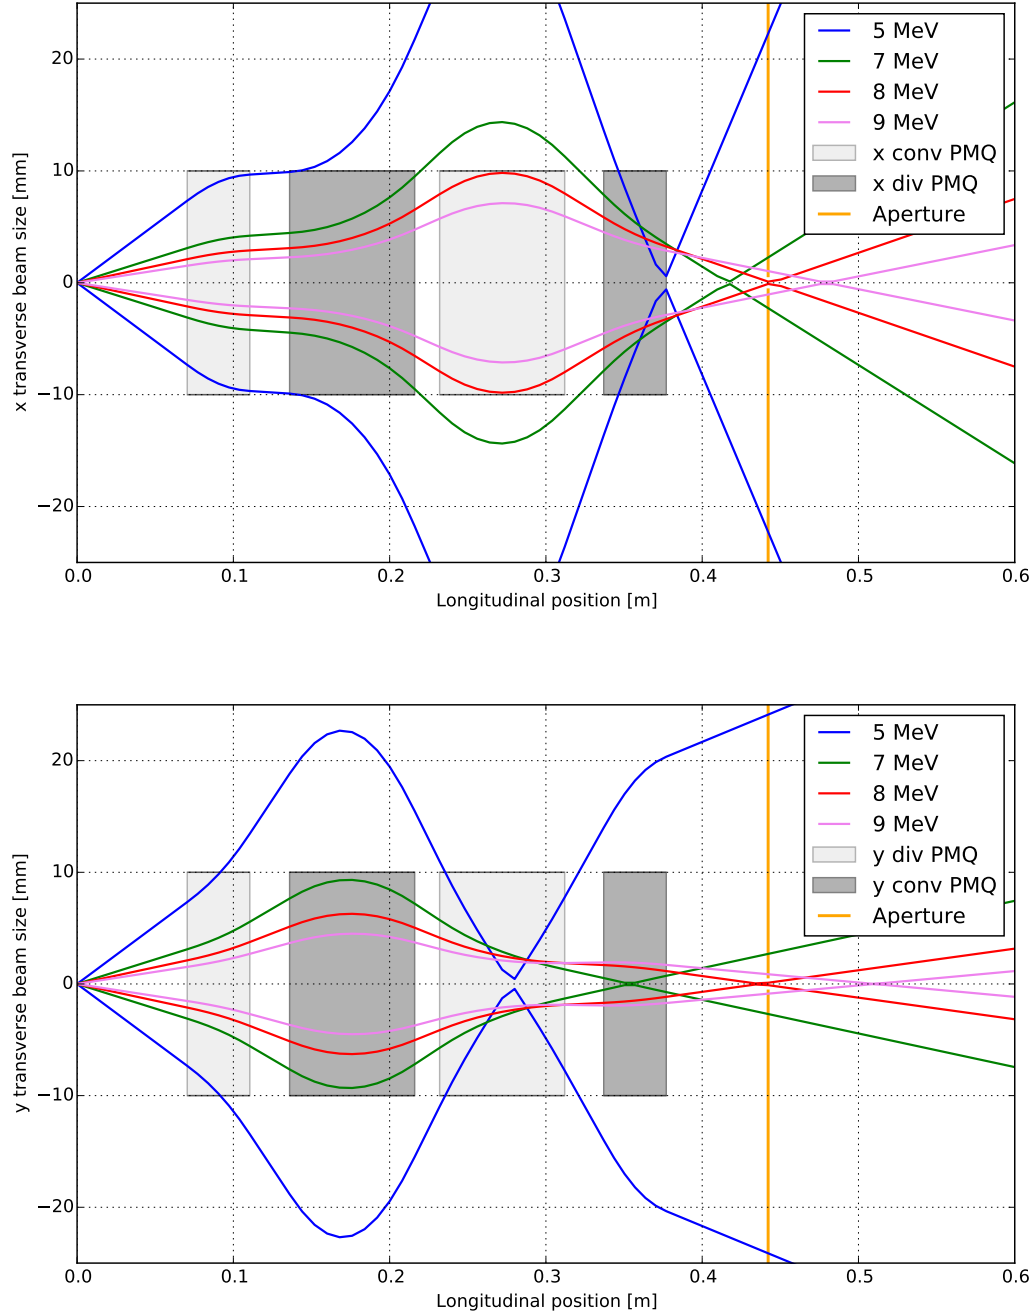 x transverse beam size [mm]
20
10
0
−10
−20
0.0 0.1 0.2 0.3 0.4 0.5 0.6
Longitudinal position [m]
5 MeV
7 MeV
8 MeV
9 MeV
x conv PMQ
x div PMQ
Aperture
y transverse beam size [mm]
20
10
0
−10
−20
0.0 0.1 0.2 0.3 0.4 0.5 0.6
Longitudinal position [m]
5 MeV
7 MeV
8 MeV
9 MeV
y div PMQ
y conv PMQ
Aperture